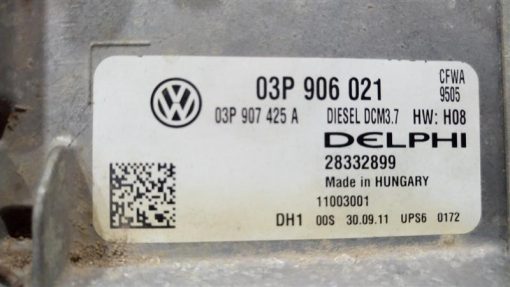 03P 906 021 CFWA
9505
03P 907 425 A DIESEL DCM3.7 HW: H08
DELPHI
28332899
Made in HUNGARY
11003001
DH1 00S 30.09.11 UPS6 0172